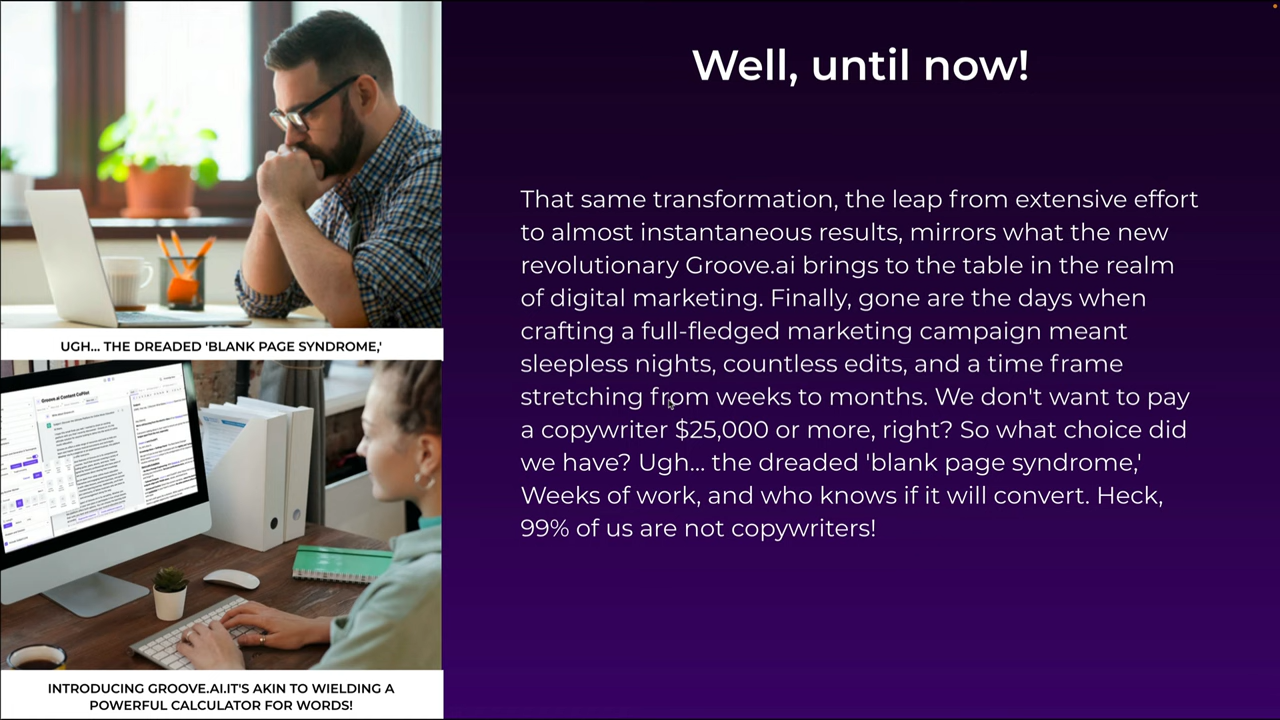 Well, until now!
That same transformation, the leap from extensive effort
to almost instantaneous results, mirrors what the new
revolutionary Groove.ai brings to the table in the realm
of digital marketing. Finally, gone are the days when
crafting a full-fledged marketing campaign meant
sleepless nights, countless edits, and a time frame
stretching from weeks to months. We don't want to pay
a copywriter $25,000 or more, right? So what choice did
we have? Ugh... the dreaded 'blank page syndrome,'
Weeks of work, and who knows if it will convert. Heck,
99% of us are not copywriters!
UGH... THE DREADED 'BLANK PAGE SYNDROME,'
Groove.ai Content CoPilot
INTRODUCING GROOVE.AI.IT'S AKIN TO WIELDING A
POWERFUL CALCULATOR FOR WORDS!